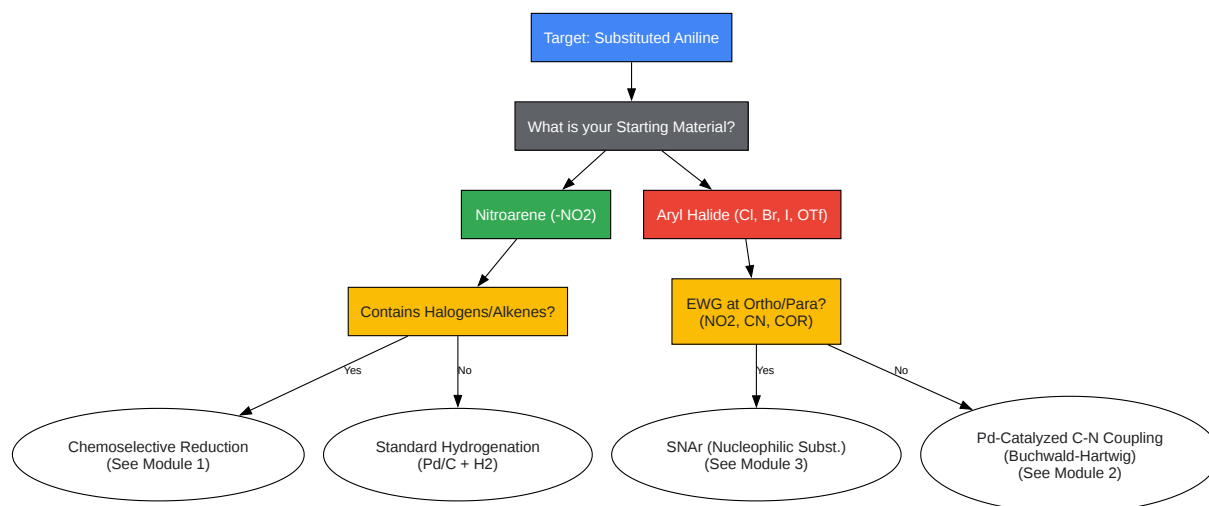 Target: Substituted Aniline
What is your Starting Material?
Nitroarene (-NO2)
Aryl Halide (Cl, Br, I, OTf)
Contains Halogens/Alkenes?
EWG at Ortho/Para?
(NO2, CN, COR)
Yes
No
Yes
No
Chemoselective Reduction
(See Module 1)
Standard Hydrogenation
(Pd/C + H2)
SNAr (Nucleophilic Subst.)
(See Module 3)
Pd-Catalyzed C-N Coupling
(Buchwald-Hartwig)
(See Module 2)